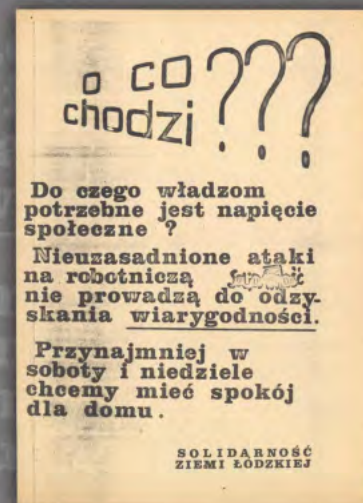 o co
chodzi ???
Do czego władzom
potrzebne jest napięcie
społeczne ?
Nieuzasadnione ataki
na robotniczą Solidarność
nie prowadzą do odzy-
skania wiarygodności.
Przynajmniej w
soboty i niedziele
chcemy mieć spokój
dla domu.
SOLIDARNOŚĆ
ZIEMI ŁÓDZKIEJ